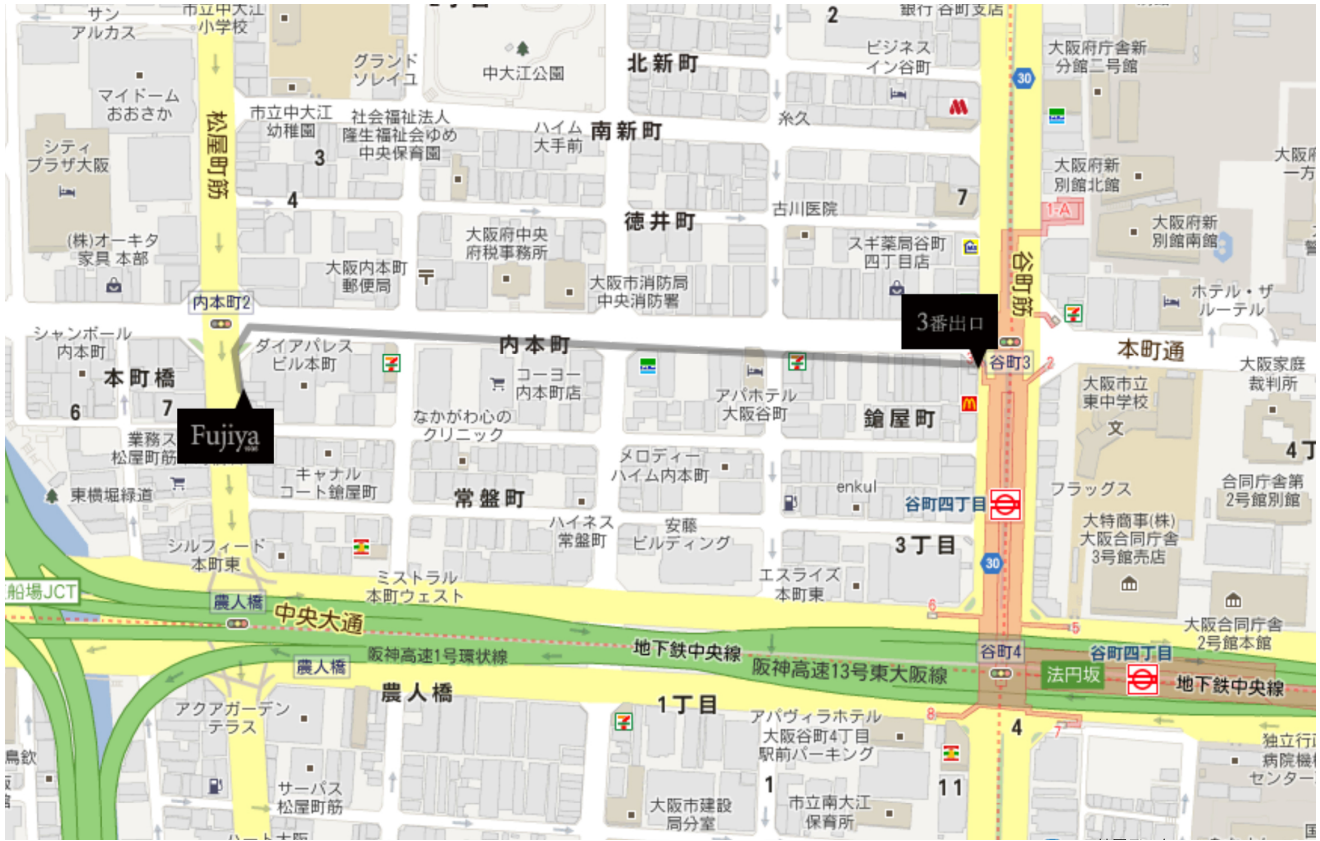 サン
アルカス
市立中大江
小学校
2
銀行 谷町支店
グランド
ソレイユ
中大江公園
北新町
ビジネス
イン谷町
大阪府庁舎新
分館二号館
30
マイドーム
おおさか
松屋町筋
市立中大江
幼稚園
社会福祉法人
隆生福祉会ゆめ
中央保育園
ハイム
大手前
南新町
糸久
シティ
プラザ大阪
3
4
大阪府新
別館北館
一方
7
1-A
古川医院
徳井町
(株)オーキタ
家具 本部
大阪府中央
府税事務所
スギ薬局谷町
四丁目店
大阪府新
別館南館
大阪内本町
郵便局
大阪市消防局
中央消防署
谷町筋
内本町2
3番出口
ホテル・ザ
ルーテル
シャンボール
内本町
ダイアパレス
ビル本町
内本町
谷町3
2
本町通
本町橋
コーヨー
内本町店
アパホテル
大阪谷町
大阪市立
東中学校
文
大阪家庭
裁判所
6
7
Fujiya
なかがわ心の
クリニック
鎗屋町
業務ス
松屋町筋
メロディー
ハイム内本町
4丁
東横堀緑道
キャナル
コート鎗屋町
常盤町
enkul
谷町四丁目
フラッグス
合同庁舎第
2号館別館
ハイネス
常盤町
安藤
ビルディング
3丁目
大特商事(株)
大阪合同庁舎
3号館売店
シルフィード
本町東
ミストラル
本町ウェスト
エスライズ
本町東
30
船場JCT
農人橋
中央大通
6
5
大阪合同庁舎
2号館本館
地下鉄中央線
谷町4
谷町四丁目
阪神高速1号環状線
農人橋
阪神高速13号東大阪線
法円坂
地下鉄中央線
農人橋
1丁目
アクアガーデン
テラス
アパヴィラホテル
大阪谷町4丁目
駅前パーキング
8
7
4
独立行政
病院機
センター
鳥飲
サーパス
松屋町筋
1
11
大阪市建設
局分室
市立南大江
保育所